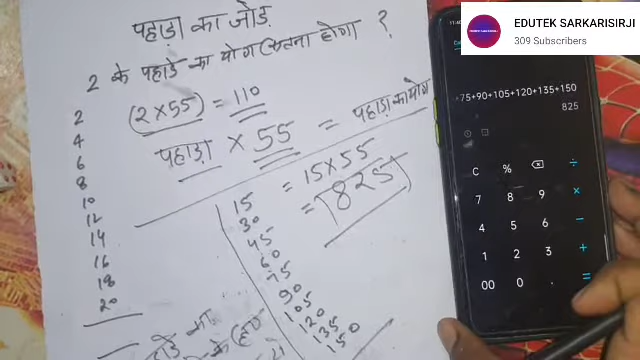 EDUTEK SARKARISIRJI
309 Subscribers
पहाड़ा का जोड़
2 के पहाड़े का योग कितना होगा ?
(2 x 55) = 110
पहाड़ा x 55 = पहाड़ा का योग
2
4
6
8
10
12
14
16
18
20
15 = 15 x 55
= 825
30
45
60
75
90
105
120
135
150
पहाड़े का
75+90+105+120+135+150
825
C % ÷
7 8 9 ×
4 5 6 −
1 2 3 +
00 0 . =